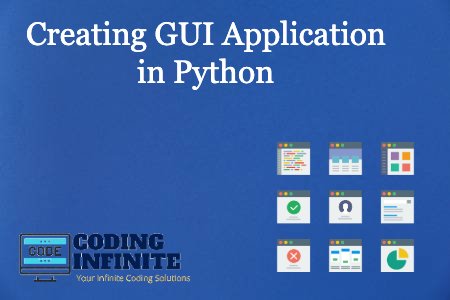 Creating GUI Application
in Python
CODE
CODING
INFINITE
Your Infinite Coding Solutions